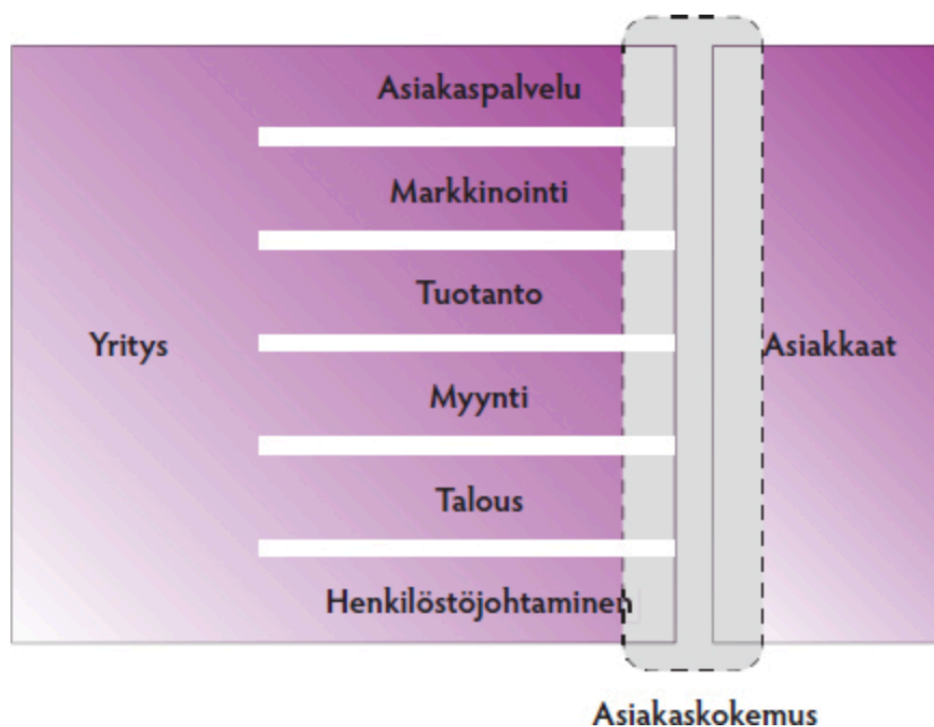 Asiakaspalvelu
Markkinointi
Tuotanto
Yritys
Asiakkaat
Myynti
Talous
Henkilöstöjohtaminen
Asiakaskokemus